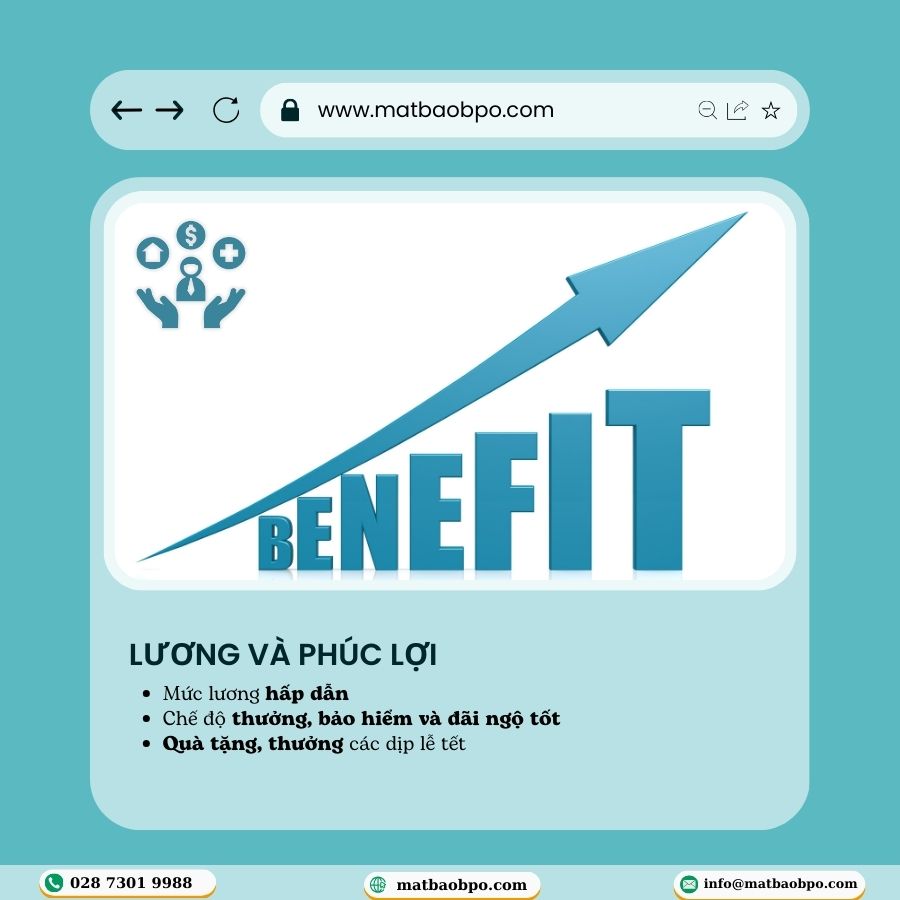 www.matbaobpo.com
BENEFIT
LƯƠNG VÀ PHÚC LỢI
Mức lương hấp dẫn
Chế độ thưởng, bảo hiểm và đãi ngộ tốt
Quà tặng, thưởng các dịp lễ tết
028 7301 9988
matbaobpo.com
info@matbaobpo.com